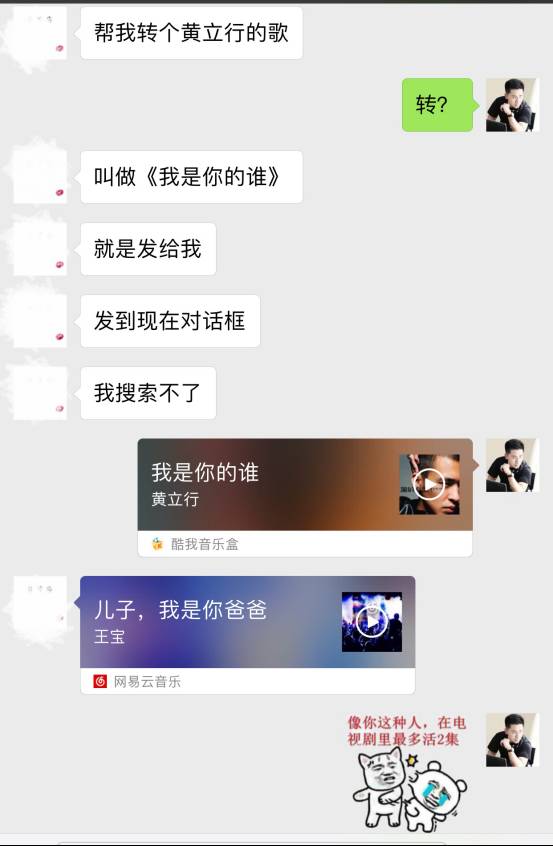 帮我转个黄立行的歌
转?
叫做《我是你的谁》
就是发给我
发到现在对话框
我搜索不了
我是你的谁
黄立行
酷我音乐盒
儿子，我是你爸爸
王宝
网易云音乐
像你这种人，在电
视剧里最多活2集